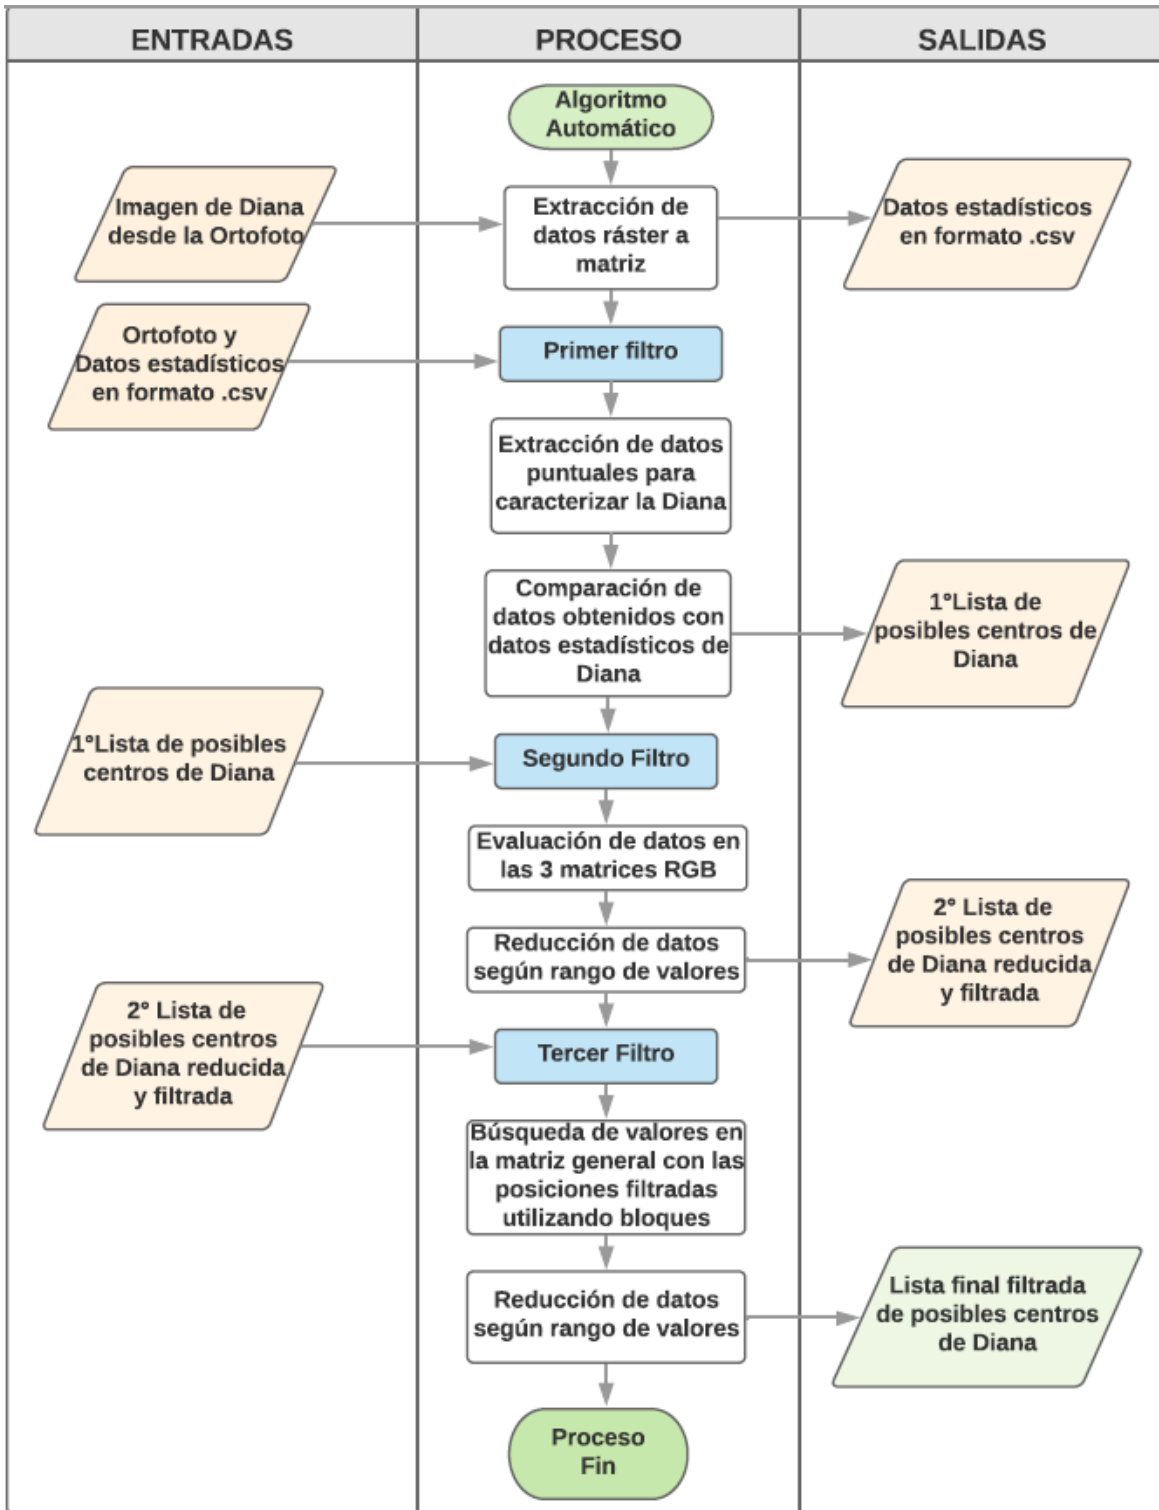 ENTRADAS
PROCESO
SALIDAS
Algoritmo
Automático
Imagen de Diana
desde la Ortofoto
Extracción de
datos ráster a
matriz
Datos estadísticos
en formato .csv
Ortofoto y
Datos estadísticos
en formato .csv
Primer filtro
Extracción de datos
puntuales para
caracterizar la Diana
Comparación de
datos obtenidos con
datos estadísticos de
Diana
1°Lista de
posibles centros de
Diana
1°Lista de posibles
centros de Diana
Segundo Filtro
Evaluación de datos en
las 3 matrices RGB
Reducción de datos
según rango de valores
2° Lista de
posibles centros
de Diana reducida
y filtrada
2° Lista de
posibles centros
de Diana reducida
y filtrada
Tercer Filtro
Búsqueda de valores en
la matriz general con las
posiciones filtradas
utilizando bloques
Reducción de datos
según rango de valores
Lista final filtrada
de posibles centros
de Diana
Proceso
Fin